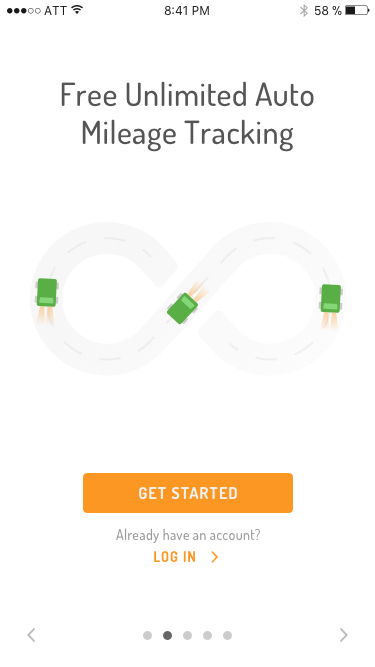 ATT 8:41 PM 58 %
Free Unlimited Auto
Mileage Tracking
GET STARTED
Already have an account?
LOG IN